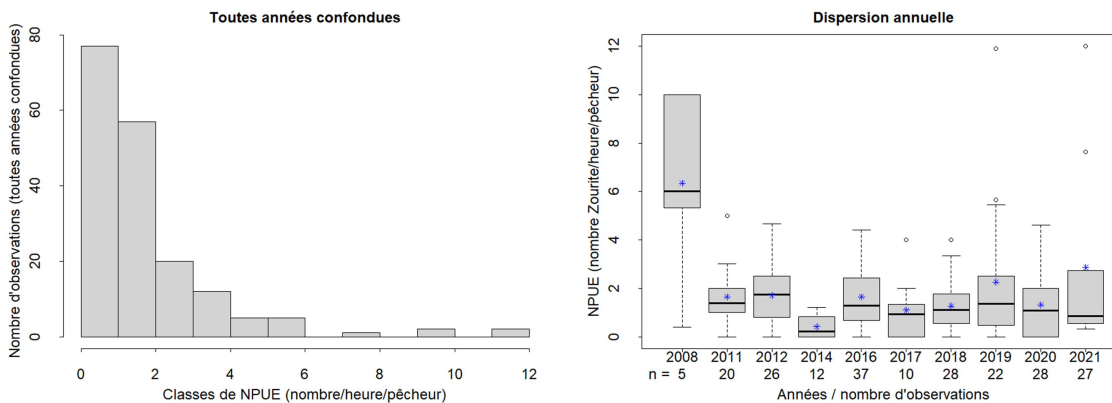 Toutes années confondues
Nombre d'observations (toutes années confondues)
80
60
40
20
0
0 2 4 6 8 10 12
Classes de NPUE (nombre/heure/pêcheur)
Dispersion annuelle
NPUE (nombre Zourite/heure/pêcheur)
12
10
8
6
4
2
0
2008 2011 2012 2014 2016 2017 2018 2019 2020 2021
n = 5 20 26 12 37 10 28 22 28 27
Années / nombre d'observations